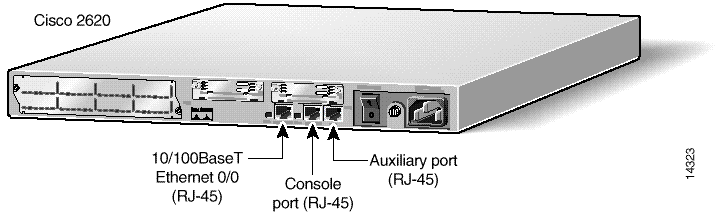 Cisco 2620
10/100BaseT
Ethernet 0/0
(RJ-45)
Console
port (RJ-45)
Auxiliary port
(RJ-45)
14323